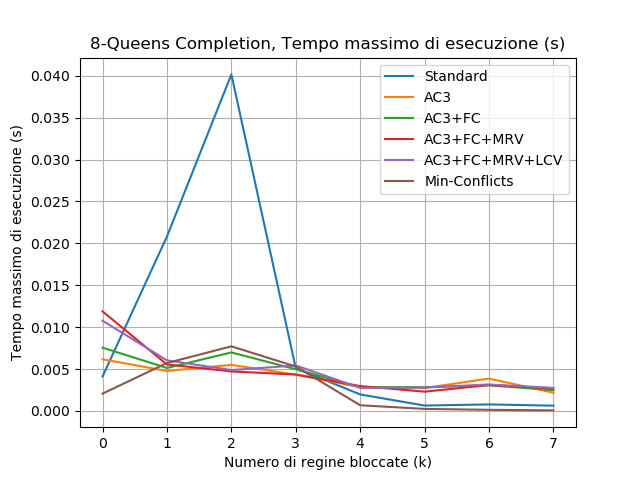 8-Queens Completion, Tempo massimo di esecuzione (s)
Tempo massimo di esecuzione (s)
0.040
0.035
0.030
0.025
0.020
0.015
0.010
0.005
0.000
Standard
AC3
AC3+FC
AC3+FC+MRV
AC3+FC+MRV+LCV
Min-Conflicts
0 1 2 3 4 5 6 7
Numero di regine bloccate (k)